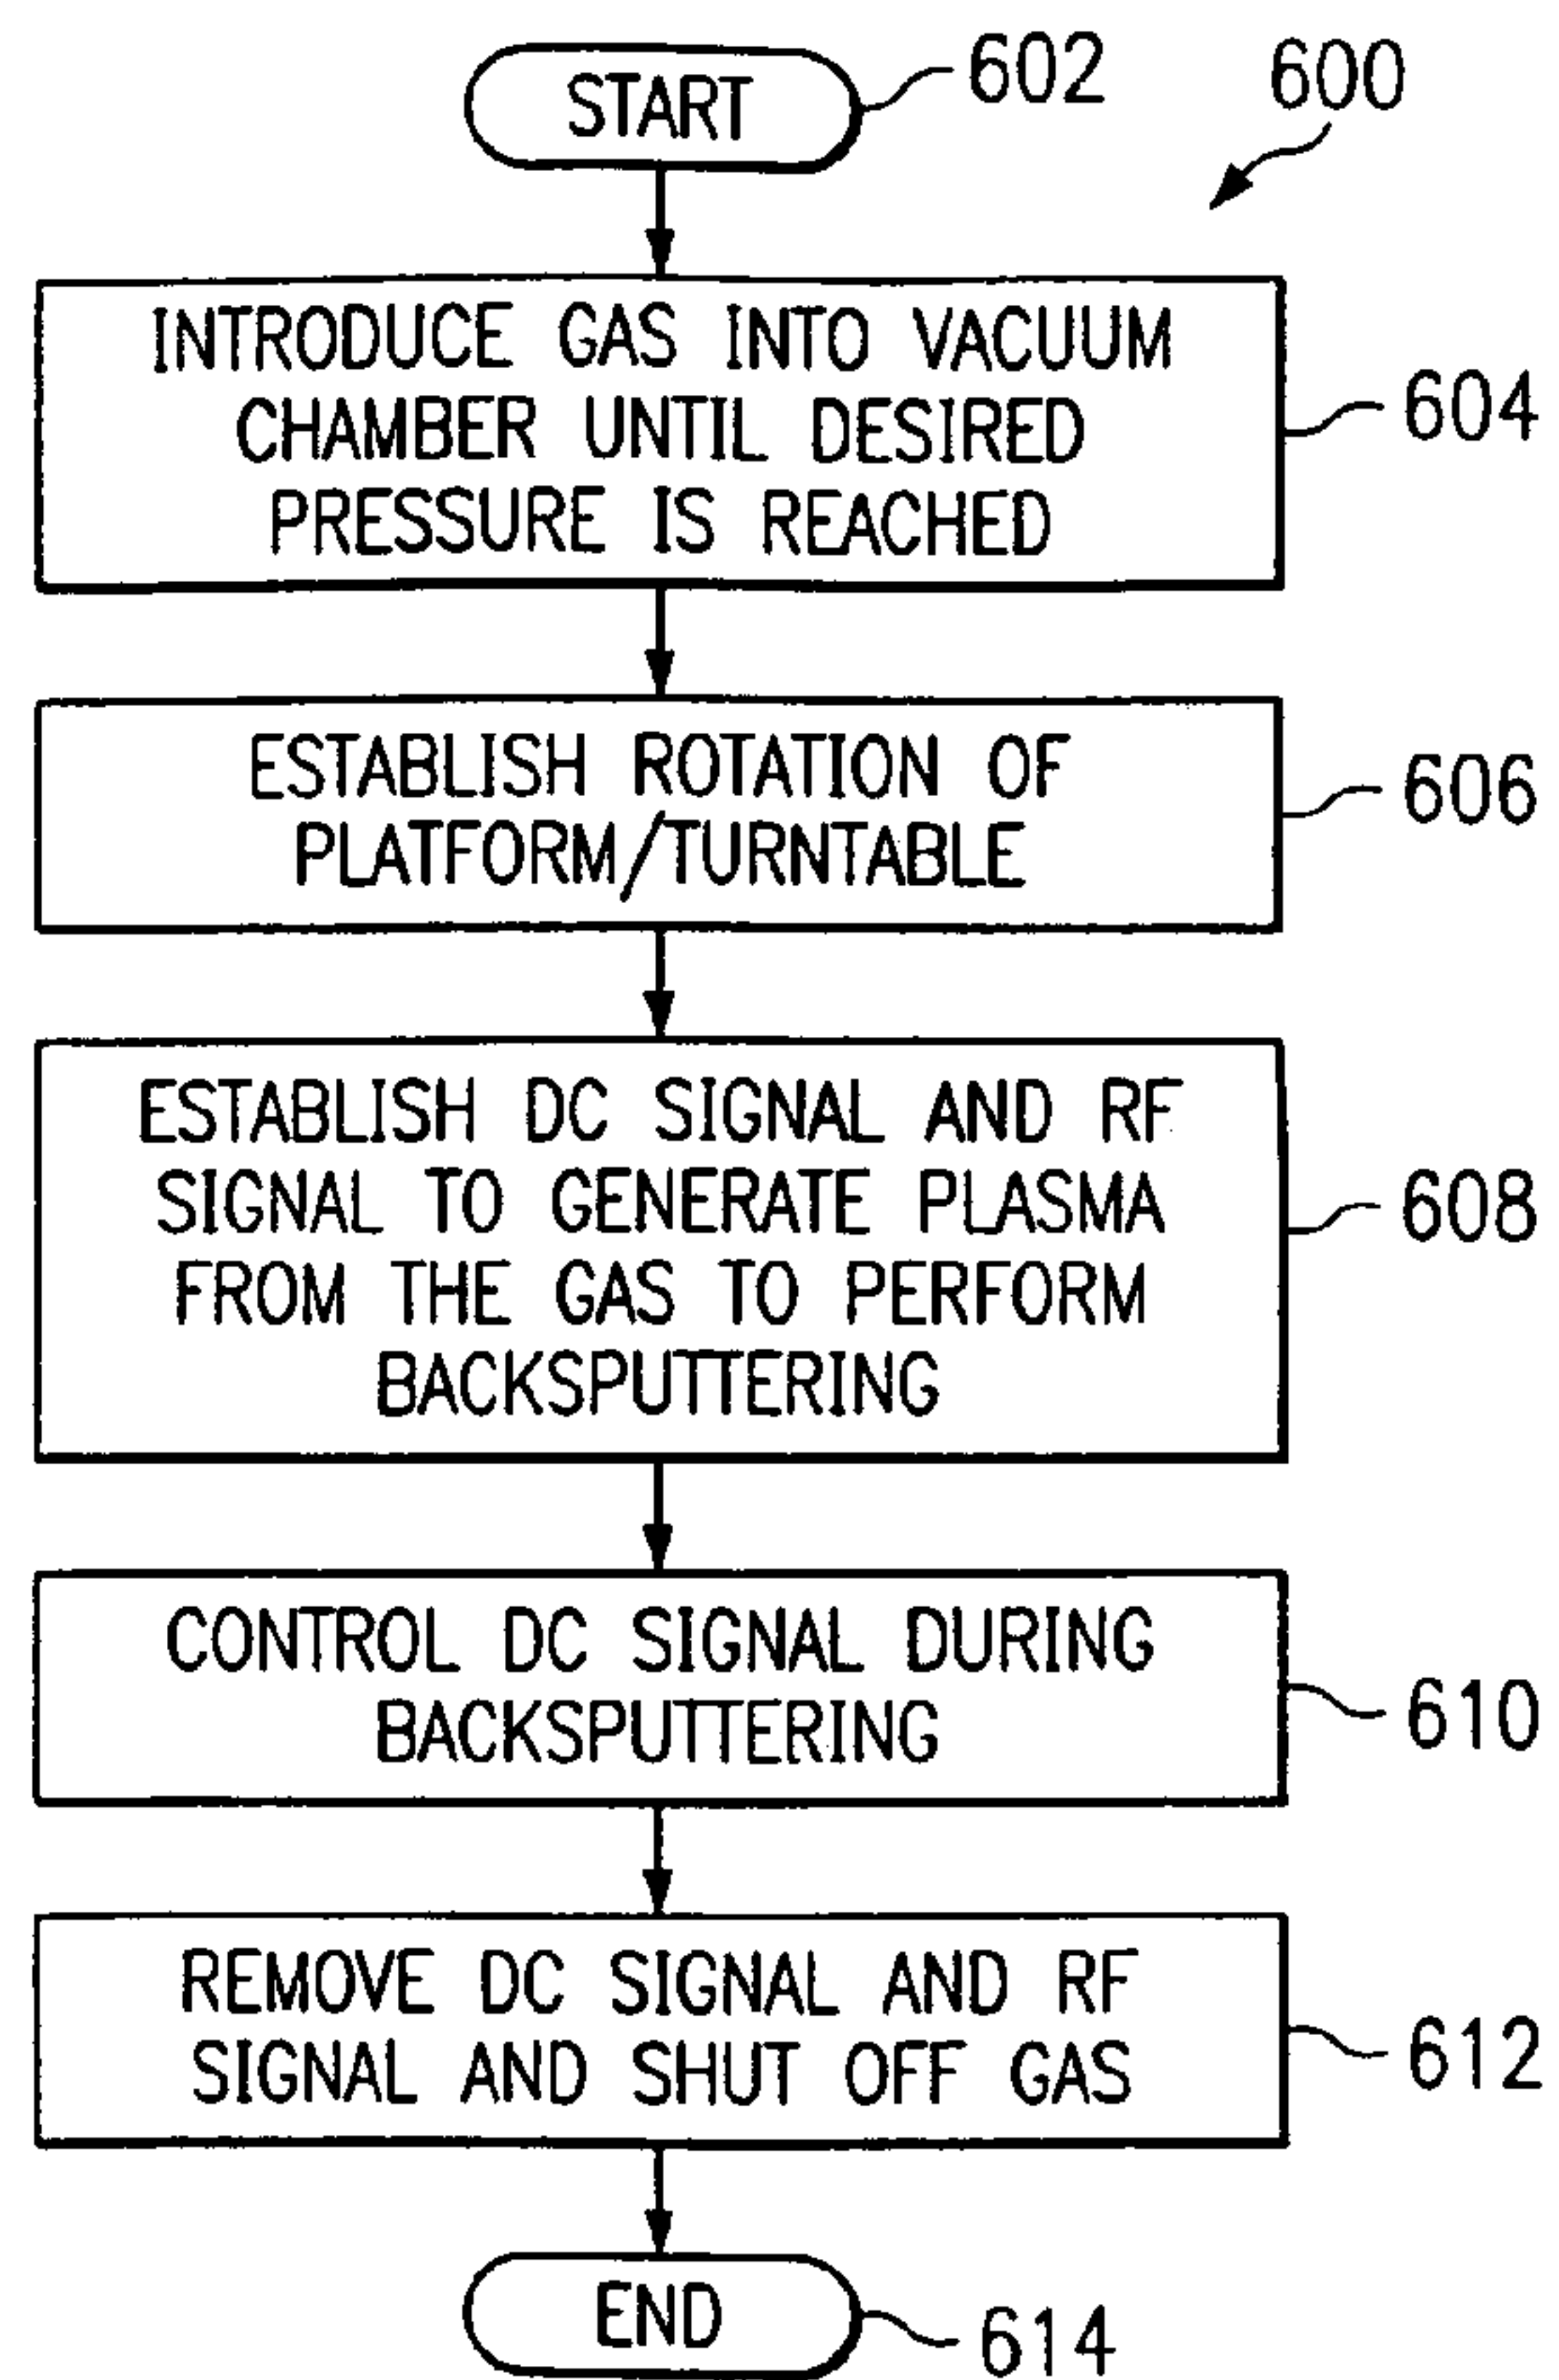 START
602
600
INTRODUCE GAS INTO VACUUM
CHAMBER UNTIL DESIRED
PRESSURE IS REACHED
604
ESTABLISH ROTATION OF
PLATFORM/TURNTABLE
606
ESTABLISH DC SIGNAL AND RF
SIGNAL TO GENERATE PLASMA
FROM THE GAS TO PERFORM
BACKSPUTTERING
608
CONTROL DC SIGNAL DURING
BACKSPUTTERING
610
REMOVE DC SIGNAL AND RF
SIGNAL AND SHUT OFF GAS
612
END
614